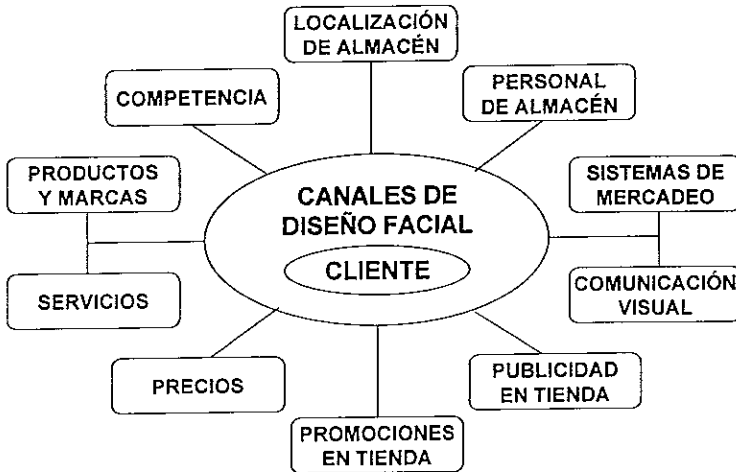 LOCALIZACIÓN
DE ALMACÉN
COMPETENCIA
PERSONAL
DE ALMACÉN
PRODUCTOS
Y MARCAS
SISTEMAS DE
MERCADEO
CANALES DE
DISEÑO FACIAL
CLIENTE
SERVICIOS
COMUNICACIÓN
VISUAL
PRECIOS
PUBLICIDAD
EN TIENDA
PROMOCIONES
EN TIENDA